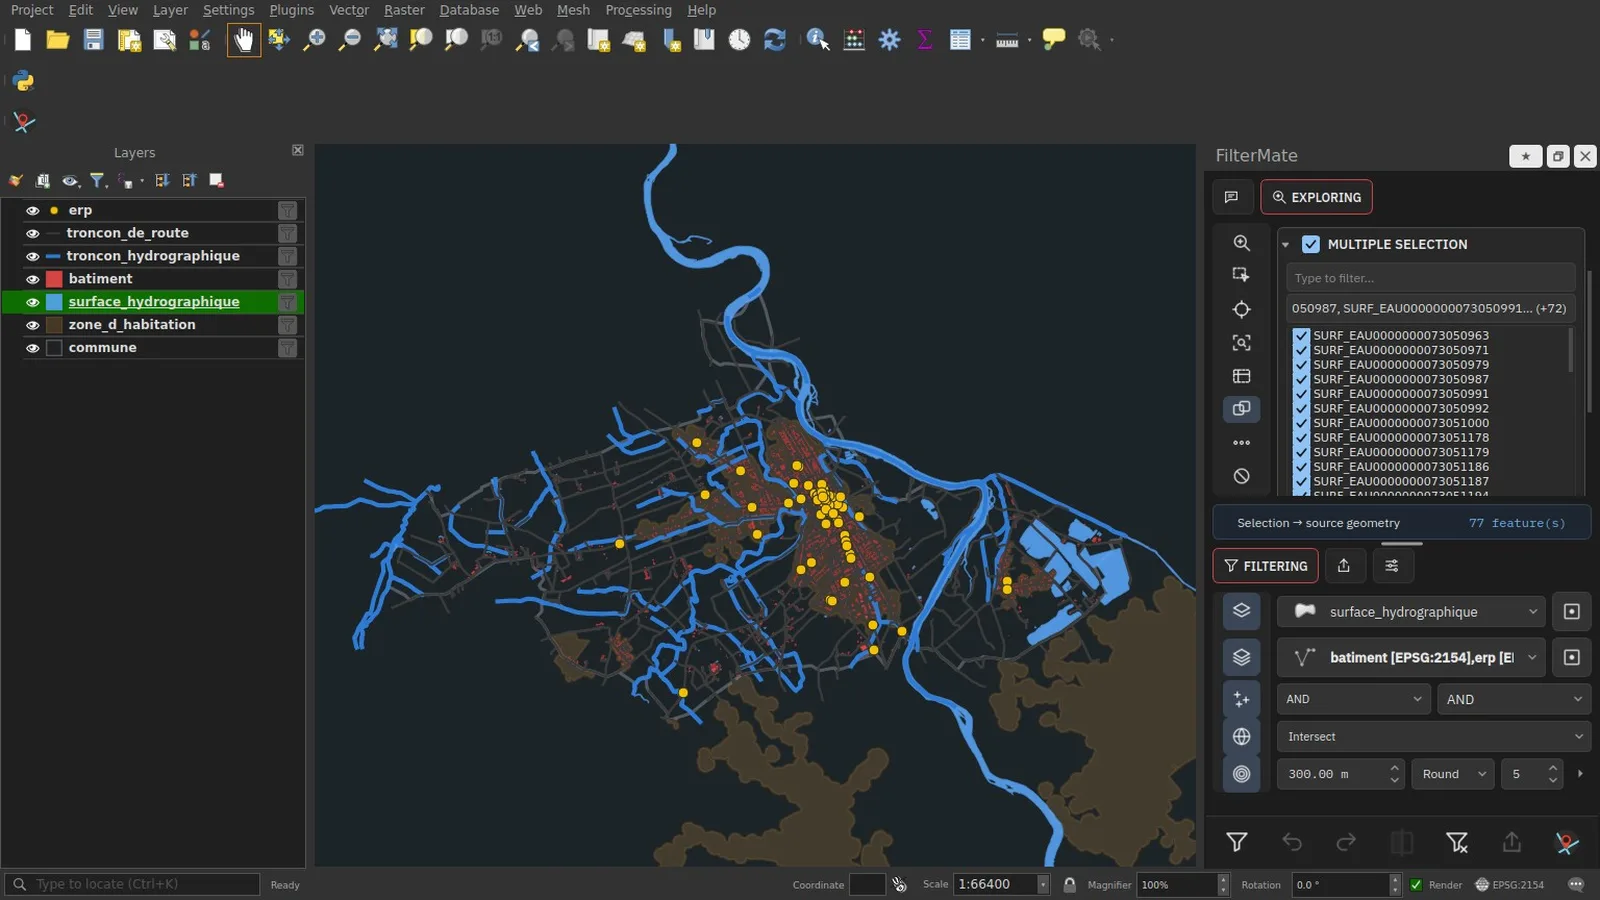 Project Edit View Layer Settings Plugins Vector Raster Database Web Mesh Processing Help
Layers
erp
troncon_de_route
troncon_hydrographique
batiment
surface_hydrographique
zone_d_habitation
commune
FilterMate
EXPLORING
MULTIPLE SELECTION
Type to filter...
050987, SURF_EAU0000000073050991... (+72)
SURF_EAU0000000073050963
SURF_EAU0000000073050971
SURF_EAU0000000073050979
SURF_EAU0000000073050987
SURF_EAU0000000073050991
SURF_EAU0000000073050992
SURF_EAU0000000073051000
SURF_EAU0000000073051178
SURF_EAU0000000073051179
SURF_EAU0000000073051186
SURF_EAU0000000073051187
Selection → source geometry 77 feature(s)
FILTERING
surface_hydrographique
batiment [EPSG:2154],erp [E
AND AND
Intersect
300.00 m Round 5
Type to locate (Ctrl+K) Ready Coordinate Scale 1:66400 Magnifier 100% Rotation 0.0 ° Render EPSG:2154